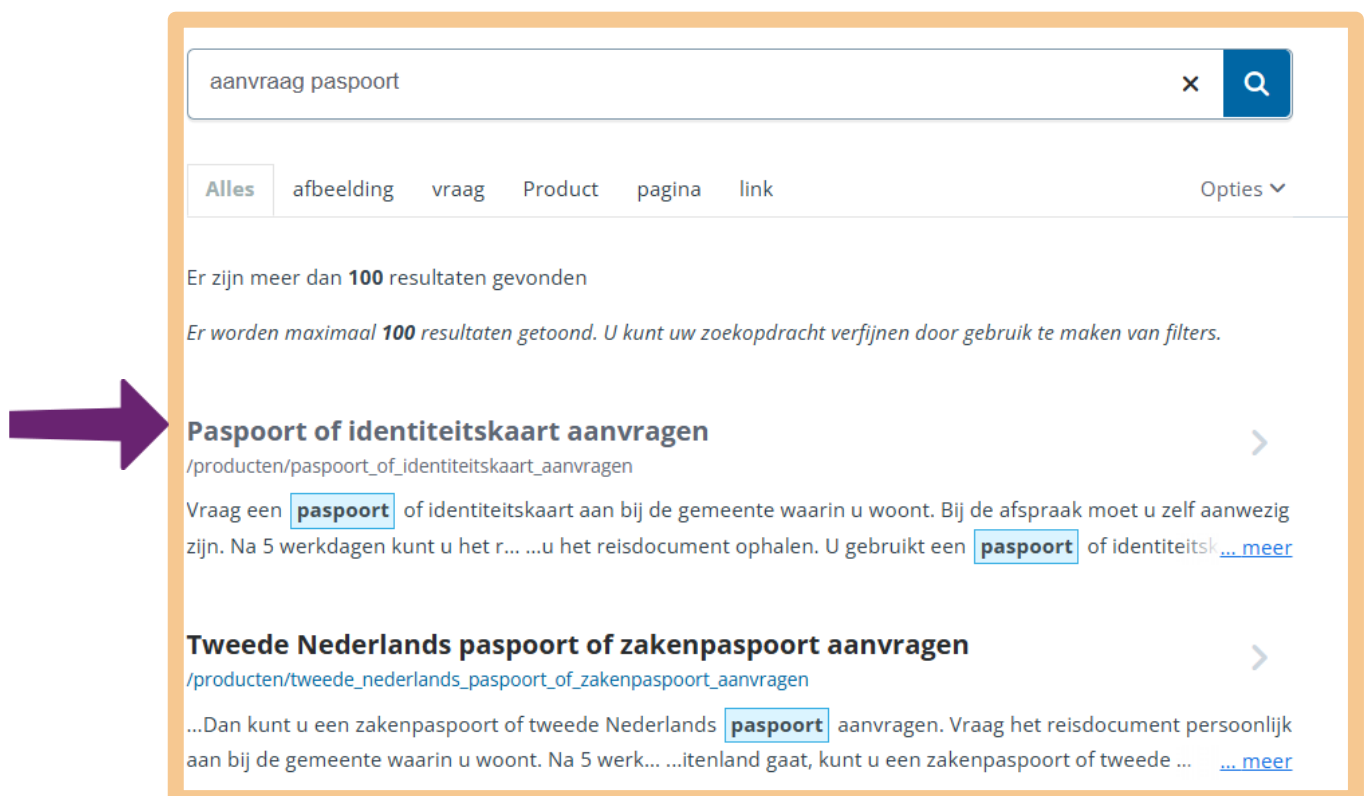 aanvraag paspoort
Alles afbeelding vraag Product pagina link Opties
Er zijn meer dan 100 resultaten gevonden
Er worden maximaal 100 resultaten getoond. U kunt uw zoekopdracht verfijnen door gebruik te maken van filters.
Paspoort of identiteitskaart aanvragen
/producten/paspoort_of_identiteitskaart_aanvragen
Vraag een paspoort of identiteitskaart aan bij de gemeente waarin u woont. Bij de afspraak moet u zelf aanwezig
zijn. Na 5 werkdagen kunt u het r... ...u het reisdocument ophalen. U gebruikt een paspoort of identiteitsk... meer
Tweede Nederlands paspoort of zakenpaspoort aanvragen
/producten/tweede_nederlands_paspoort_of_zakenpaspoort_aanvragen
...Dan kunt u een zakenpaspoort of tweede Nederlands paspoort aanvragen. Vraag het reisdocument persoonlijk
aan bij de gemeente waarin u woont. Na 5 werk... ...itenland gaat, kunt u een zakenpaspoort of tweede ... ... meer